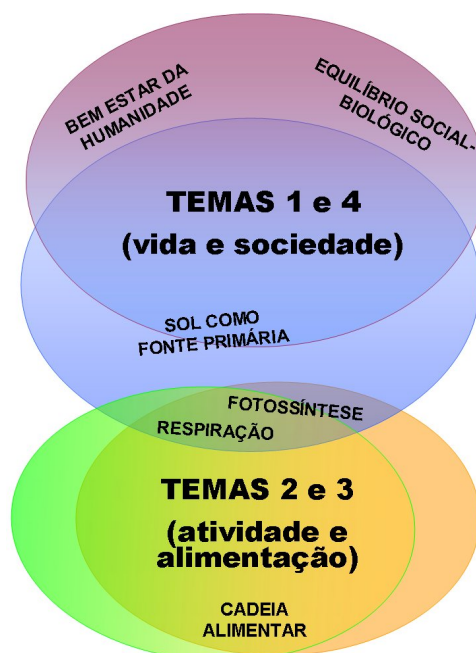 BEM ESTAR DA
HUMANIDADE
EQUILÍBRIO SOCIAL-
BIOLÓGICO
TEMAS 1 e 4
(vida e sociedade)
SOL COMO
FONTE PRIMÁRIA
FOTOSSÍNTESE
RESPIRAÇÃO
TEMAS 2 e 3
(atividade e
alimentação)
CADEIA
ALIMENTAR